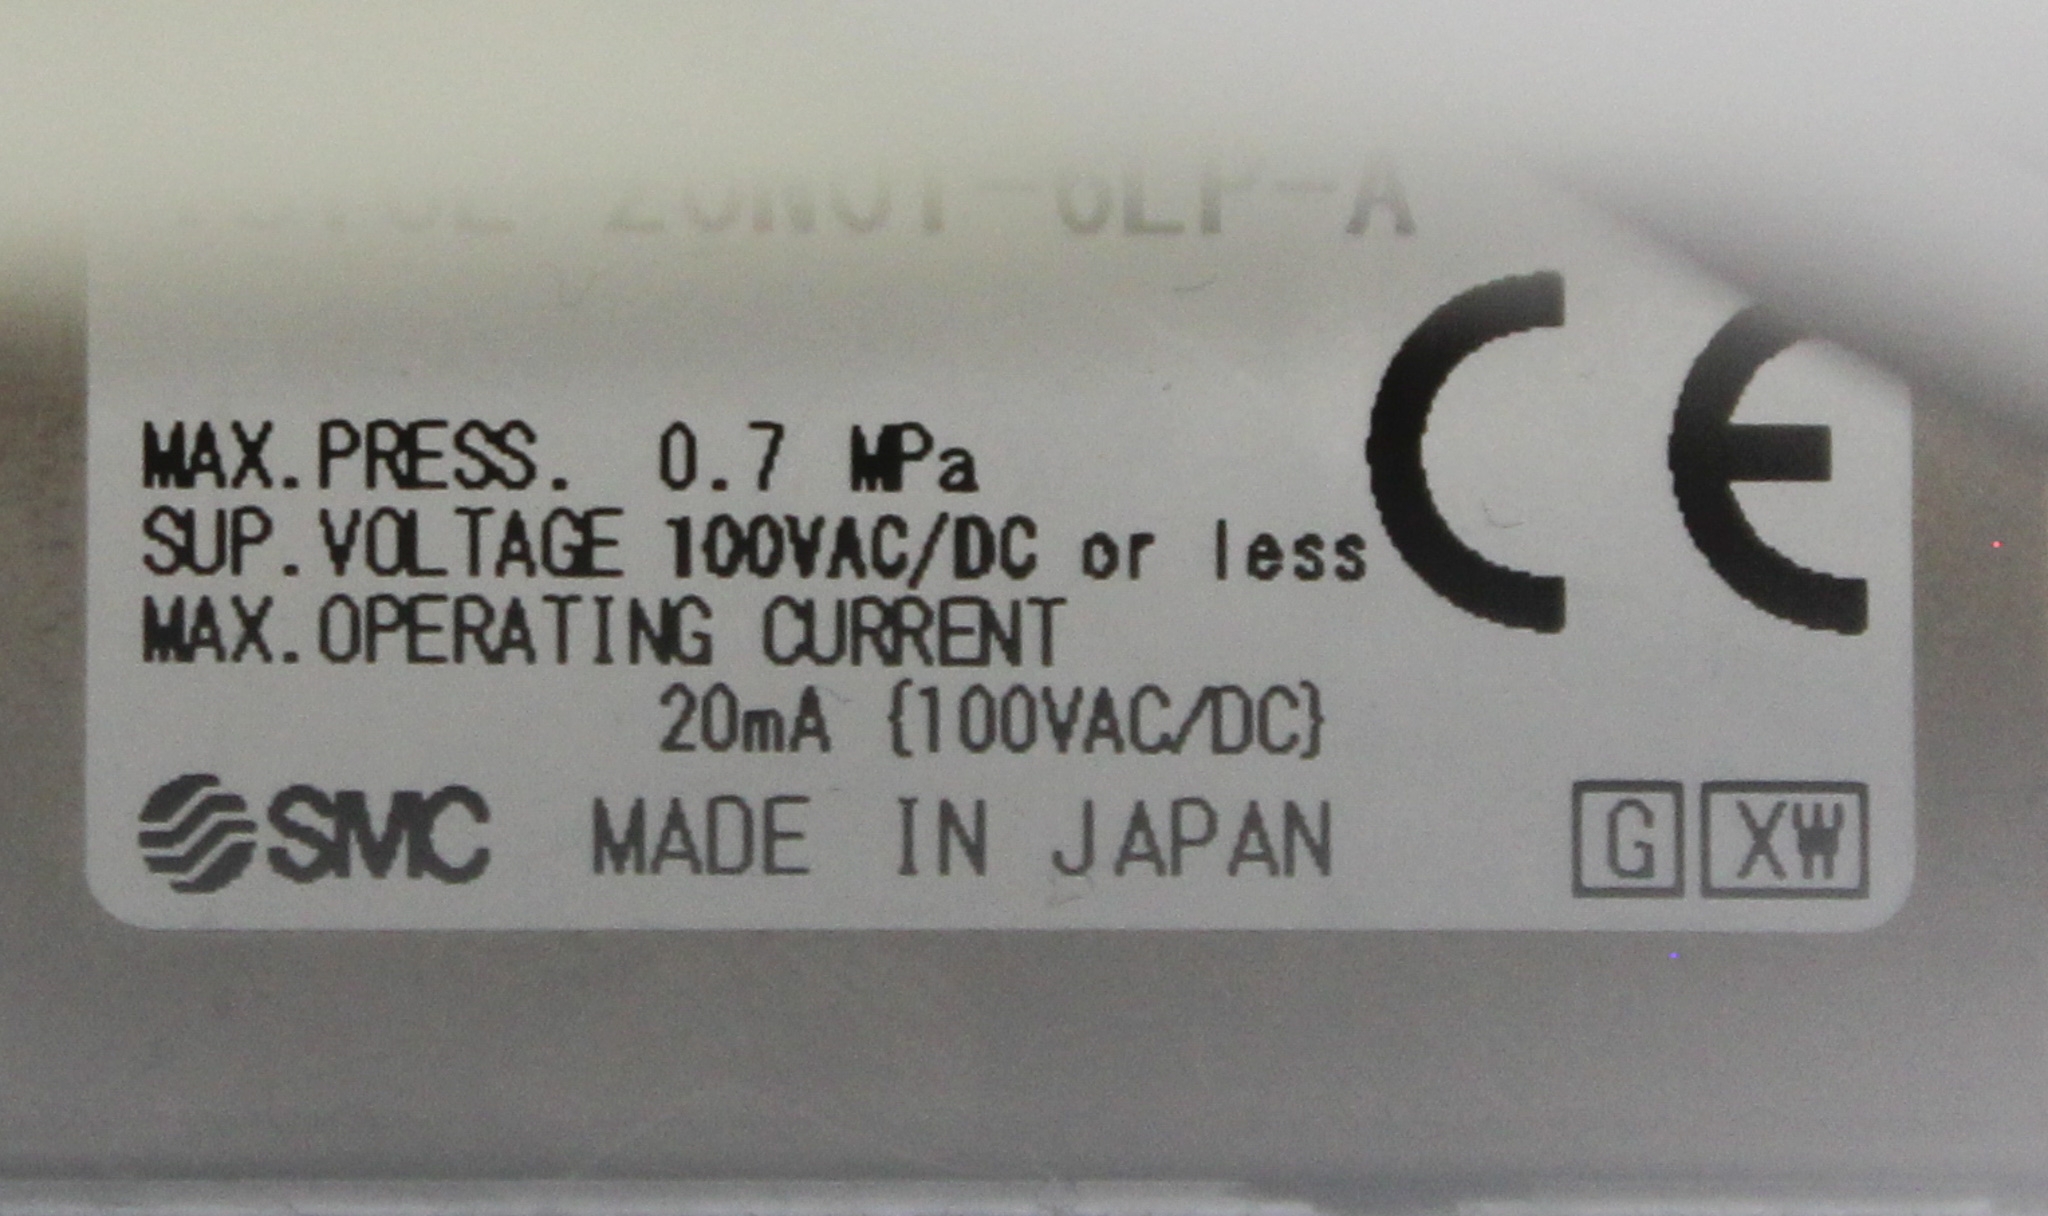 MAX.PRESS. 0.7 MPa
SUP.VOLTAGE 100VAC/DC or less
MAX.OPERATING CURRENT
20mA {100VAC/DC}
CE
SMC MADE IN JAPAN G XW